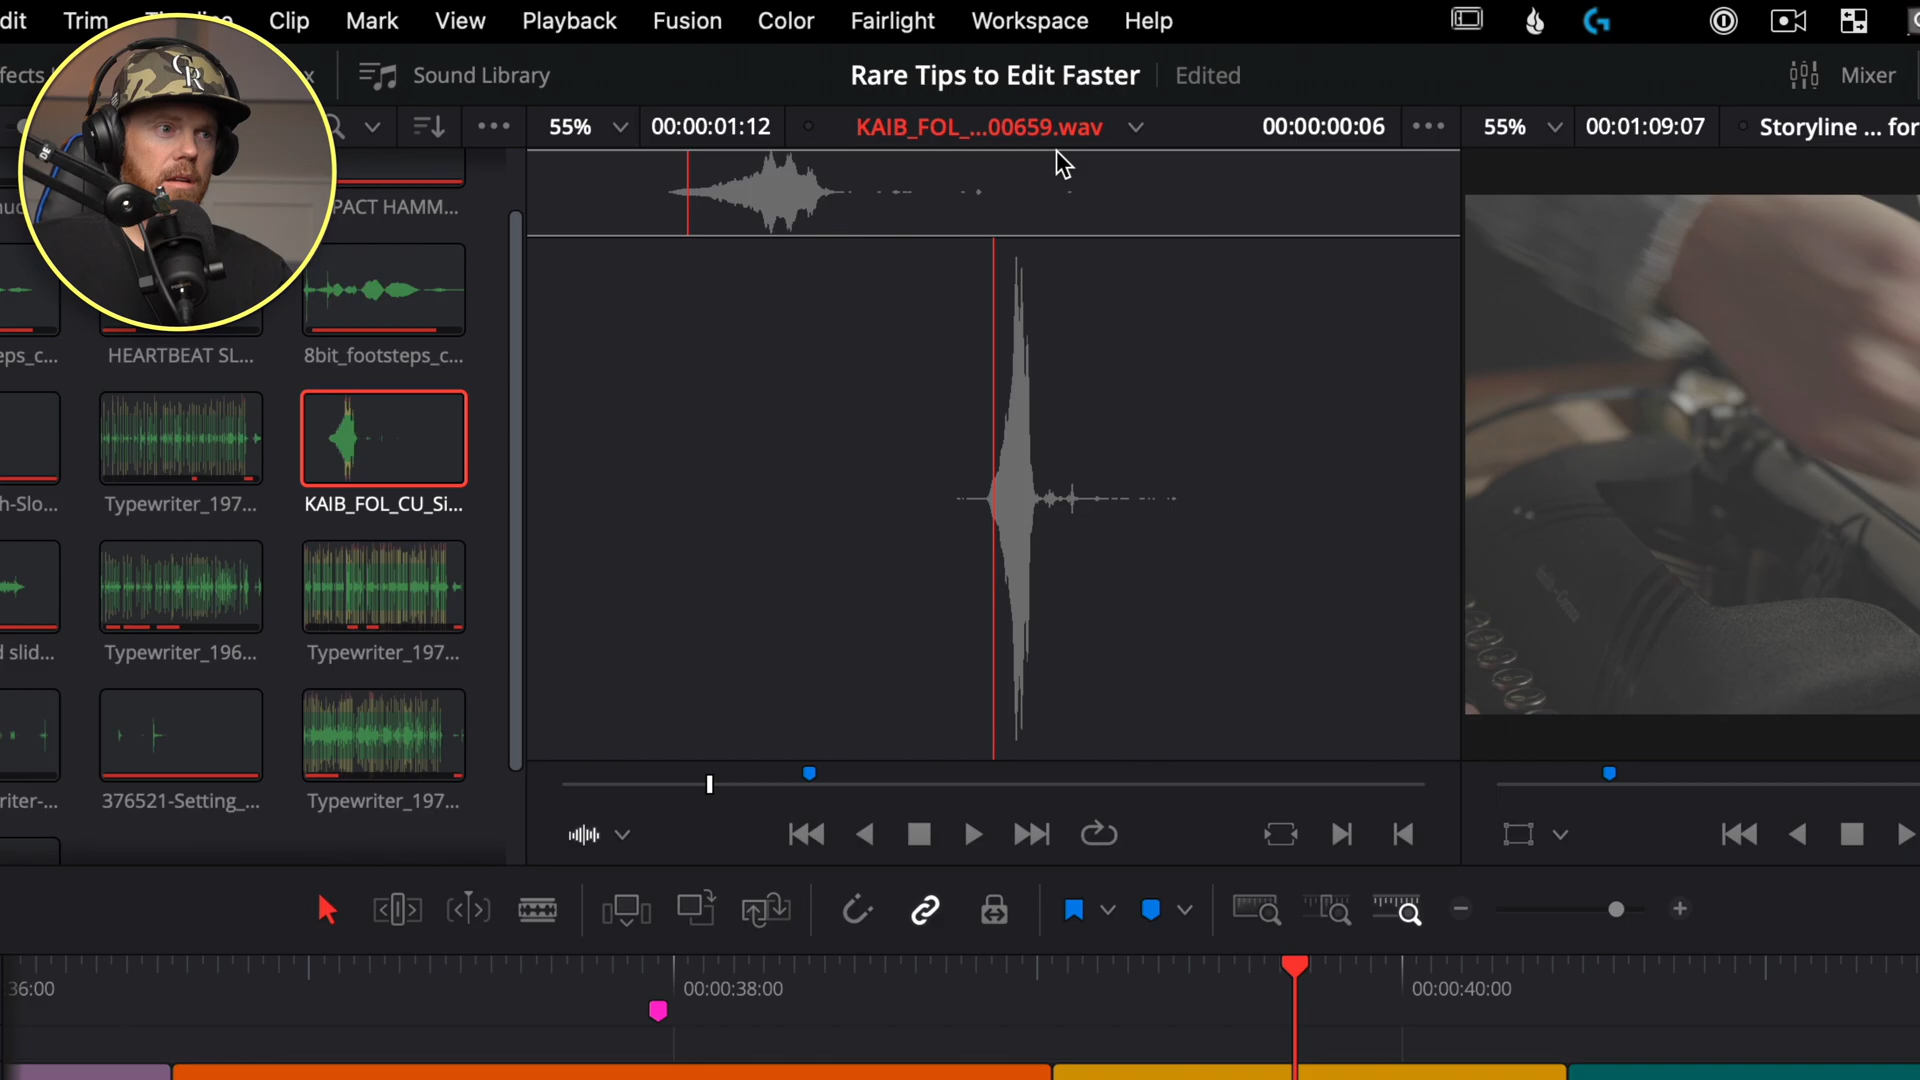 dit Trim Timeline Clip Mark View Playback Fusion Color Fairlight Workspace Help
ffects Sound Library Rare Tips to Edit Faster Edited Mixer
55% 00:00:01:12 KAIB_FOL_...00659.wav 00:00:00:06 55% 00:01:09:07 Storyline ... for
PACT HAMM...
eps_c... HEARTBEAT SL... 8bit_footsteps_c...
h-Slo... Typewriter_197... KAIB_FOL_CU_Si...
d slid... Typewriter_196... Typewriter_197...
riter-... 376521-Setting_... Typewriter_197...
36:00 00:00:38:00 00:00:40:00
CR